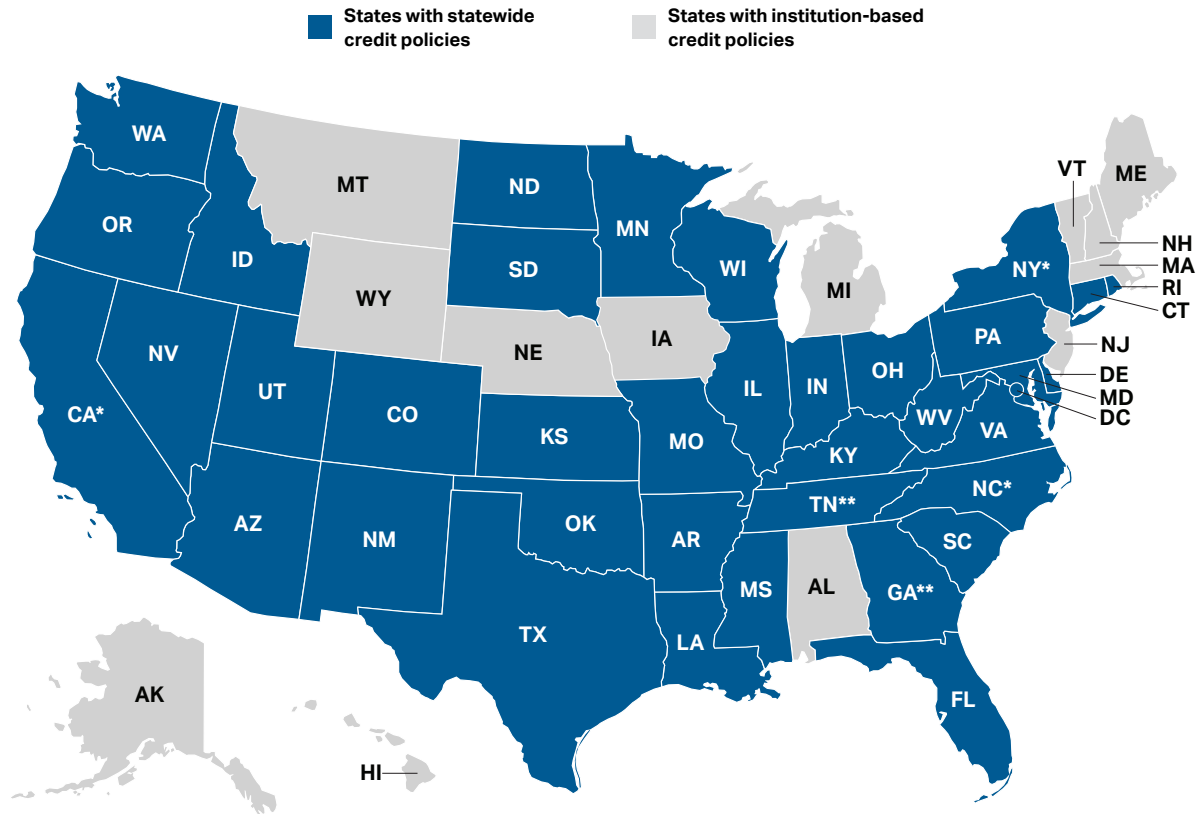 States with statewide
credit policies
States with institution-based
credit policies
WA
MT
ND
MN
VT
ME
OR
ID
SD
WI
NY*
NH
MA
RI
CT
WY
MI
NE
IA
PA
NJ
NV
UT
CO
IL
IN
OH
DE
MD
DC
CA*
KS
MO
WV
VA
KY
AZ
NM
OK
AR
TN**
NC*
SC
MS
AL
GA**
TX
LA
FL
AK
HI